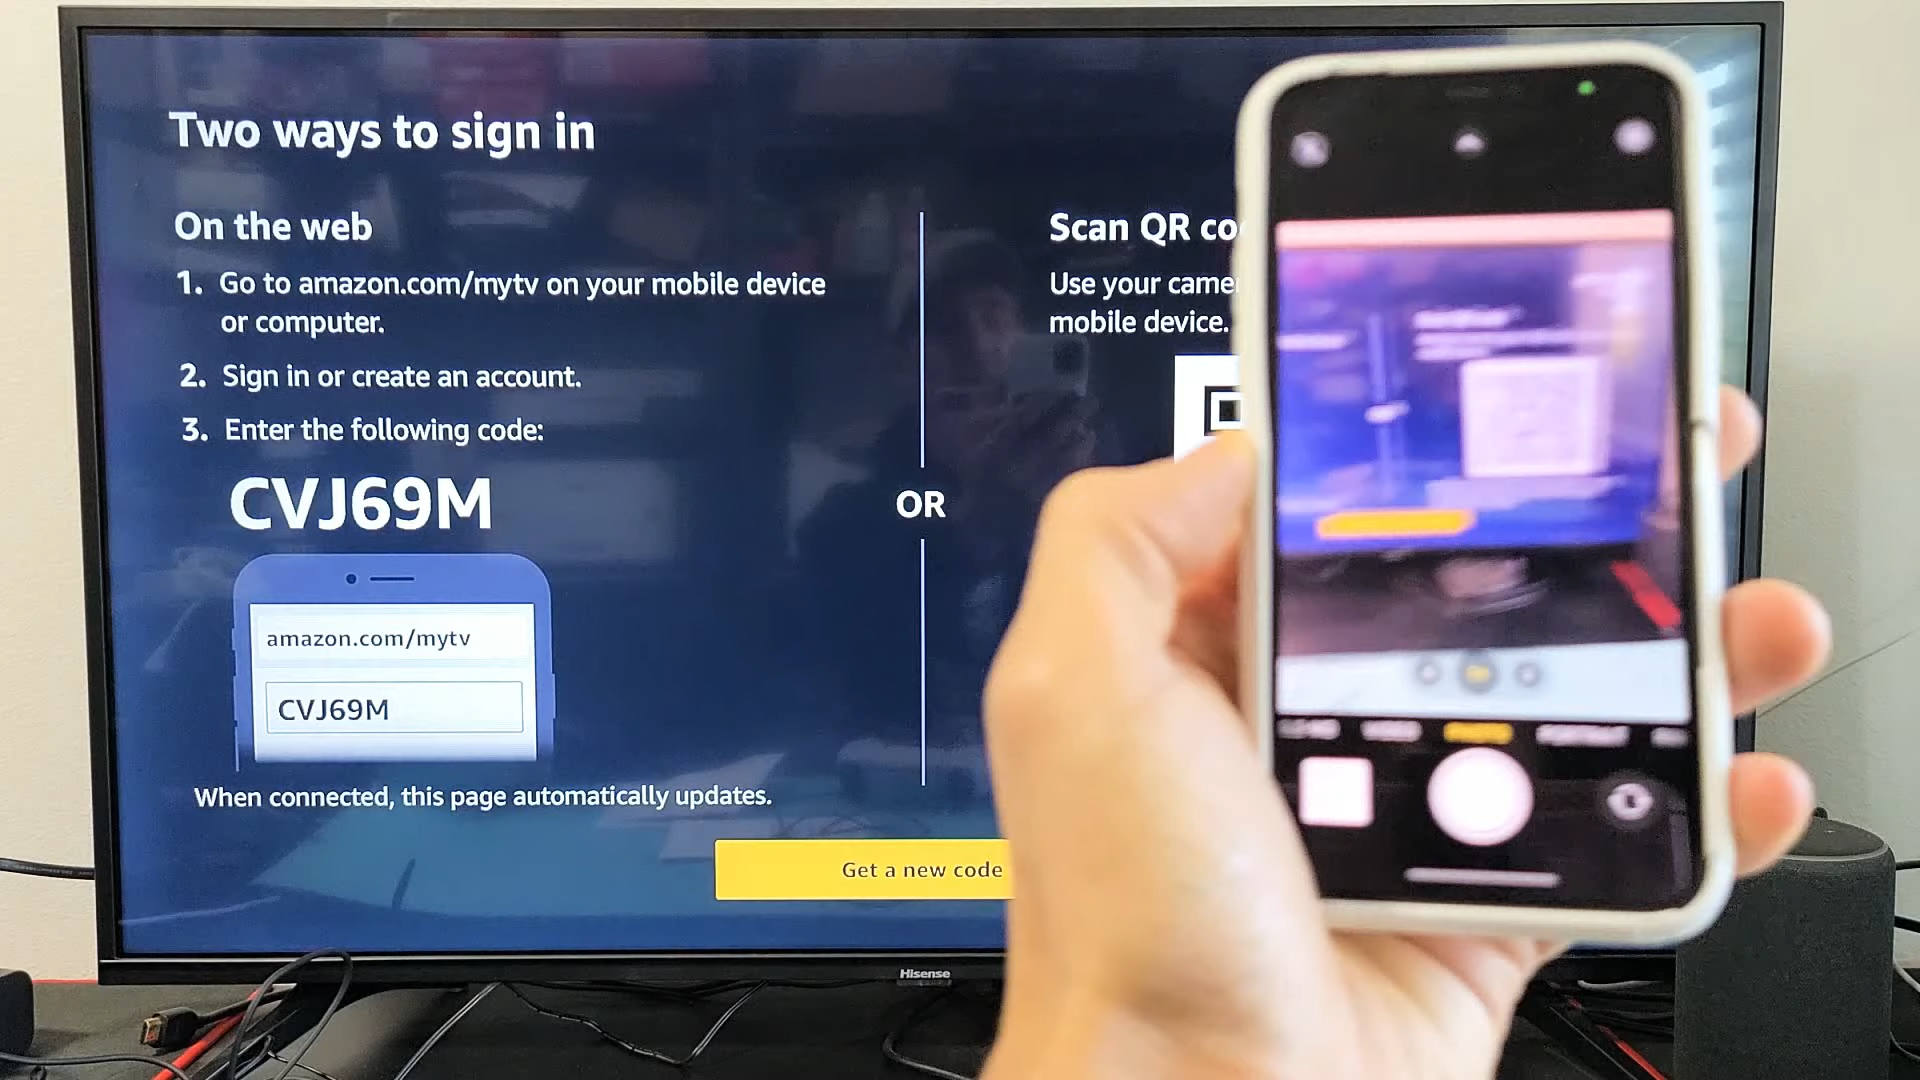 Two ways to sign in
On the web
1. Go to amazon.com/mytv on your mobile device
or computer.
2. Sign in or create an account.
3. Enter the following code:
CVJ69M
amazon.com/mytv
CVJ69M
When connected, this page automatically updates.
OR
Scan QR
Use your
mobile device.
Get a new code
Hisense
PHOTO